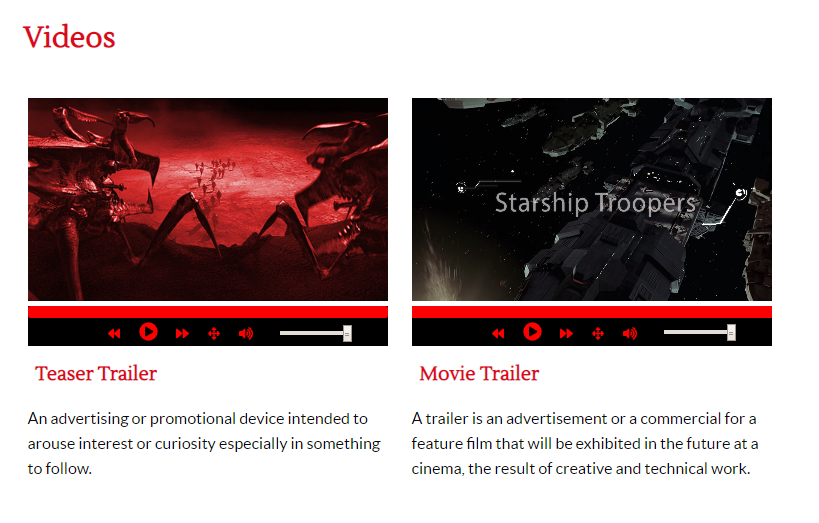 Videos
Starship Troopers
Teaser Trailer
Movie Trailer
An advertising or promotional device intended to
arouse interest or curiosity especially in something
to follow.
A trailer is an advertisement or a commercial for a
feature film that will be exhibited in the future at a
cinema, the result of creative and technical work.